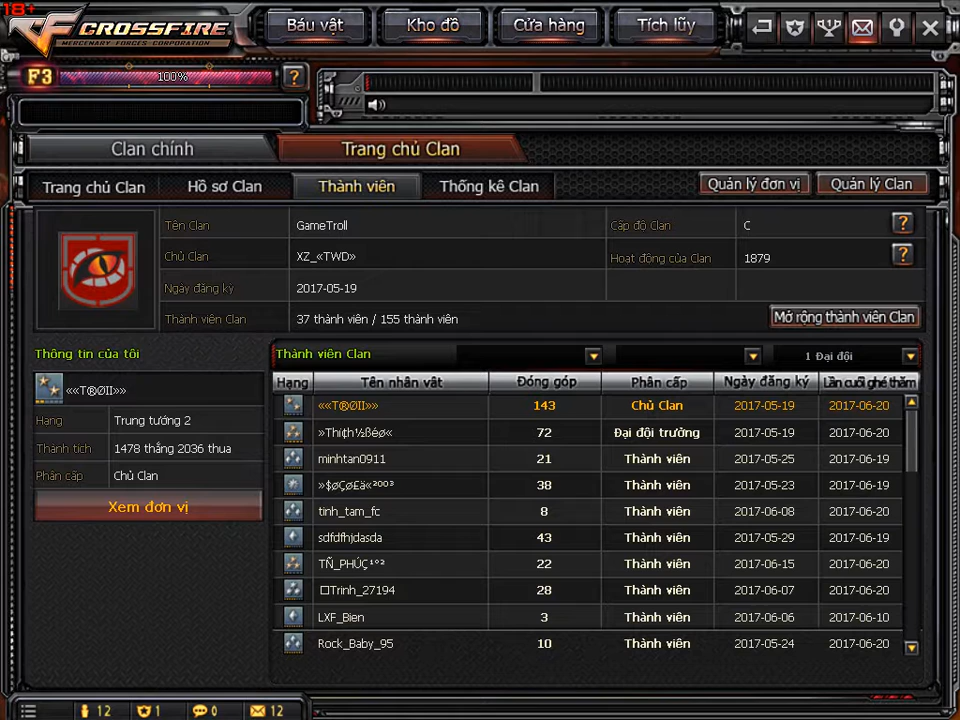 18+
CROSSFIRE
MERCENARY FORCES CORPORATION
Báu vật Kho đồ Cửa hàng Tích lũy
F3 100% ?
Clan chính Trang chủ Clan
Trang chủ Clan Hồ sơ Clan Thành viên Thống kê Clan Quản lý đơn vị Quản lý Clan
Tên Clan GameTroll Cấp độ Clan C ?
Chủ Clan XZ_«TWD» Hoạt động của Clan 1879 ?
Ngày đăng ký 2017-05-19
Thành viên Clan 37 thành viên / 155 thành viên Mở rộng thành viên Clan
Thông tin của tôi
««T®ØII»»
Hạng Trung tướng 2
Thành tích 1478 thắng 2036 thua
Phân cấp Chủ Clan
Xem đơn vị
Thành viên Clan 1 Đại đội
Hạng Tên nhân vật Đóng góp Phân cấp Ngày đăng ký Lần cuối ghé thăm
««T®ØII»» 143 Chủ Clan 2017-05-19 2017-06-20
»Thí¢h½ßéø« 72 Đại đội trưởng 2017-05-19 2017-06-20
minhtan0911 21 Thành viên 2017-05-25 2017-06-19
»$øÇø£ä«²⁰⁰³ 38 Thành viên 2017-05-23 2017-06-19
tinh_tam_fc 8 Thành viên 2017-06-08 2017-06-20
sdfdfhjdasda 43 Thành viên 2017-05-29 2017-06-19
TÑ_PHÚÇ¹º² 22 Thành viên 2017-06-15 2017-06-20
□Trinh_27194 28 Thành viên 2017-06-07 2017-06-20
LXF_Bien 3 Thành viên 2017-06-06 2017-06-10
Rock_Baby_95 10 Thành viên 2017-05-24 2017-06-20
12 1 0 12